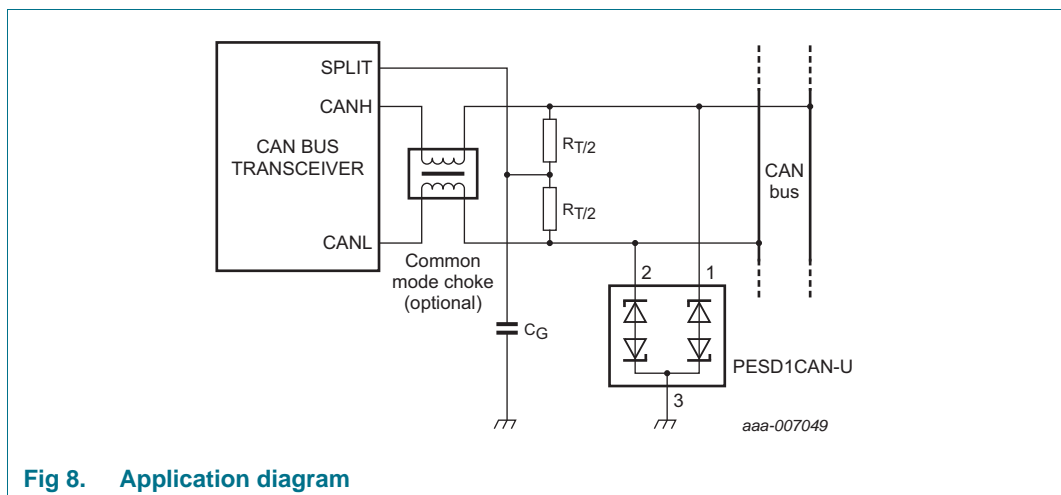 SPLIT
CANH
CAN BUS
TRANSCEIVER
CANL
Common
mode choke
(optional)
RT/2
RT/2
CG
CAN
bus
2
1
3
PESD1CAN-U
aaa-007049
Fig 8. Application diagram